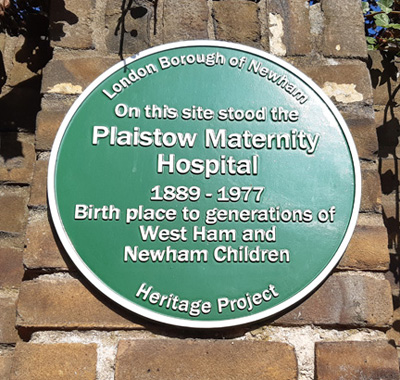 London Borough of Newham
On this site stood the
Plaistow Maternity
Hospital
1889 - 1977
Birth place to generations of
West Ham and
Newham Children
Heritage Project